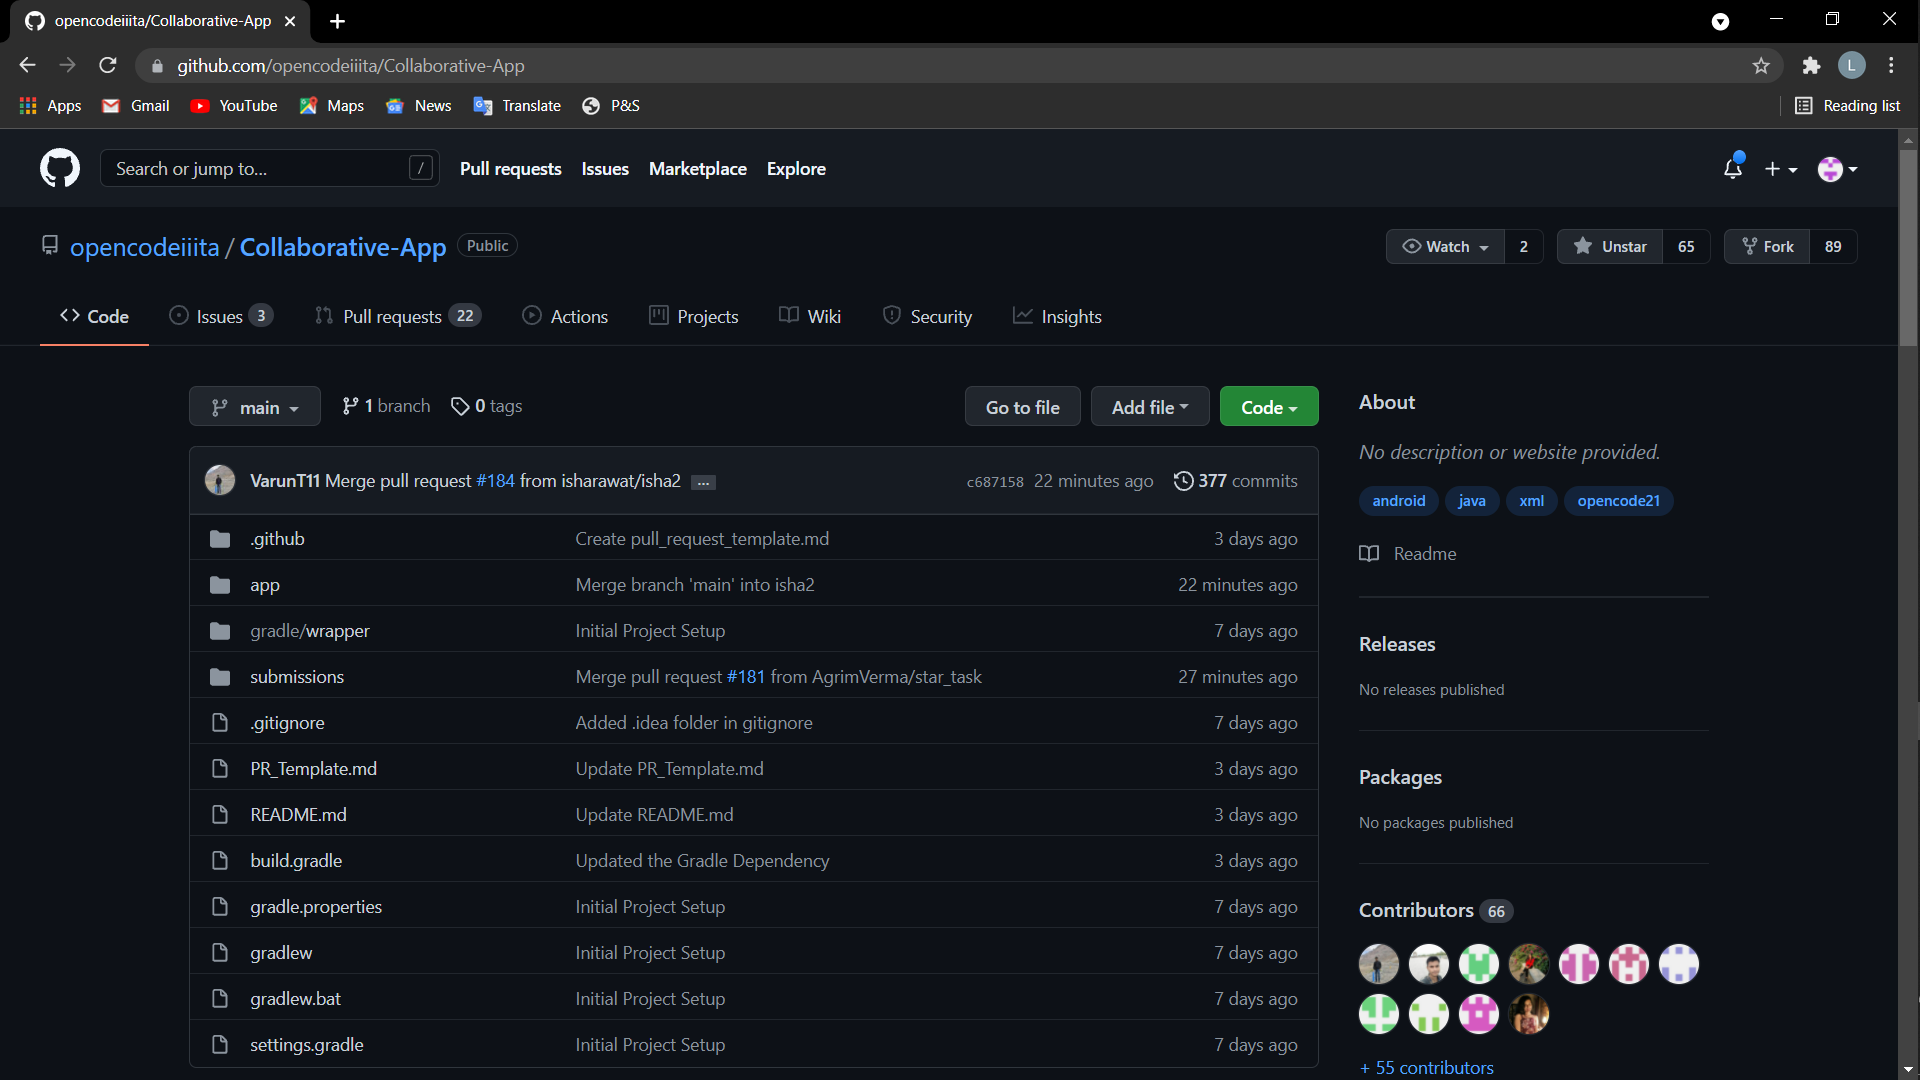 opencodeiiita/Collaborative-App
github.com/opencodeiiita/Collaborative-App
L
Apps Gmail YouTube Maps News Translate P&S Reading list
Search or jump to... / Pull requests Issues Marketplace Explore
opencodeiiita / Collaborative-App Public Watch 2 Unstar 65 Fork 89
Code Issues 3 Pull requests 22 Actions Projects Wiki Security Insights
main 1 branch 0 tags Go to file Add file Code
VarunT11 Merge pull request #184 from isharawat/isha2 ... c687158 22 minutes ago 377 commits
.github Create pull_request_template.md 3 days ago
app Merge branch 'main' into isha2 22 minutes ago
gradle/wrapper Initial Project Setup 7 days ago
submissions Merge pull request #181 from AgrimVerma/star_task 27 minutes ago
.gitignore Added .idea folder in gitignore 7 days ago
PR_Template.md Update PR_Template.md 3 days ago
README.md Update README.md 3 days ago
build.gradle Updated the Gradle Dependency 3 days ago
gradle.properties Initial Project Setup 7 days ago
gradlew Initial Project Setup 7 days ago
gradlew.bat Initial Project Setup 7 days ago
settings.gradle Initial Project Setup 7 days ago
About
No description or website provided.
android java xml opencode21
Readme
Releases
No releases published
Packages
No packages published
Contributors 66
+ 55 contributors